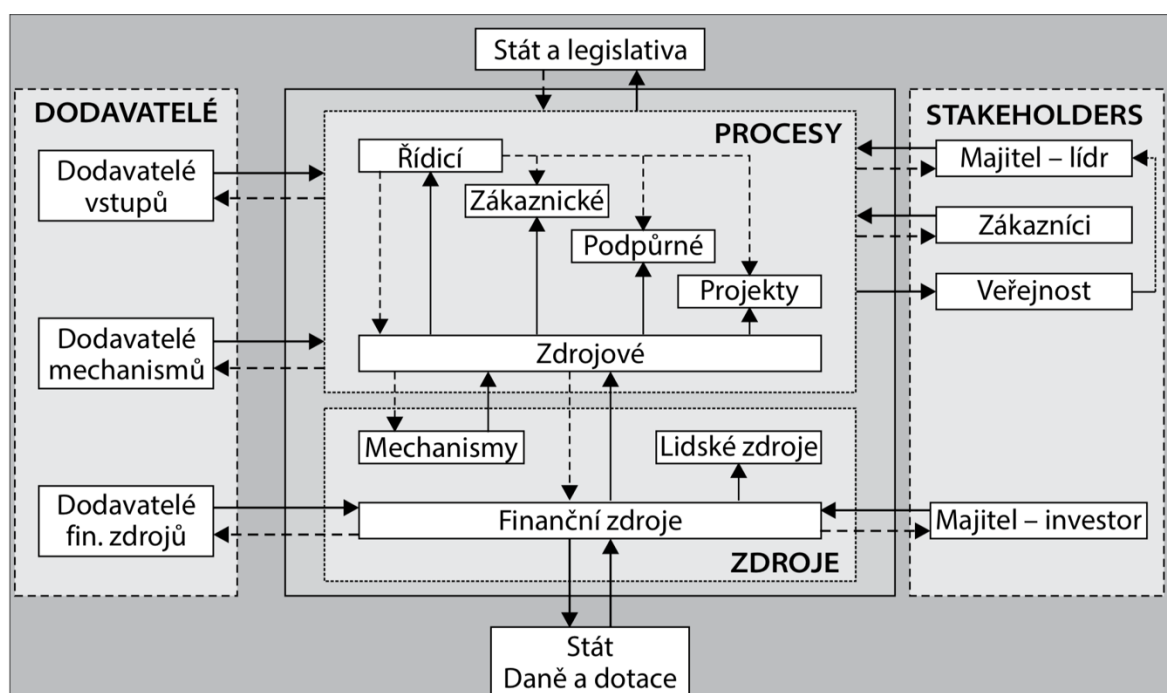 Stát a legislativa
DODAVATELÉ
Dodavatelé
vstupů
Dodavatelé
mechanismů
Dodavatelé
fin. zdrojů
PROCESY
Řídicí
Zákaznické
Podpůrné
Projekty
Zdrojové
Mechanismy
Lidské zdroje
Finanční zdroje
ZDROJE
STAKEHOLDERS
Majitel – lídr
Zákazníci
Veřejnost
Majitel – investor
Stát
Daně a dotace